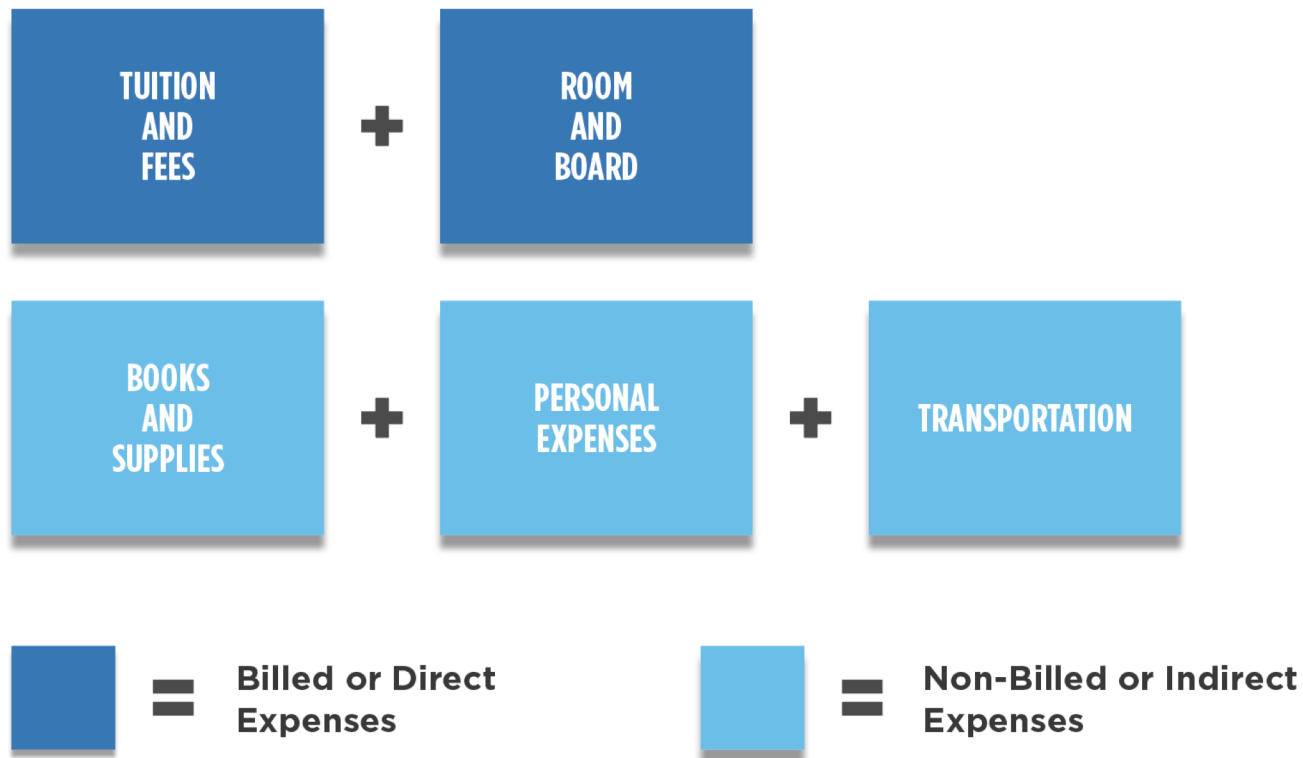 TUITION
AND
FEES
ROOM
AND
BOARD
BOOKS
AND
SUPPLIES
PERSONAL
EXPENSES
TRANSPORTATION
Billed or Direct
Expenses
Non-Billed or Indirect
Expenses